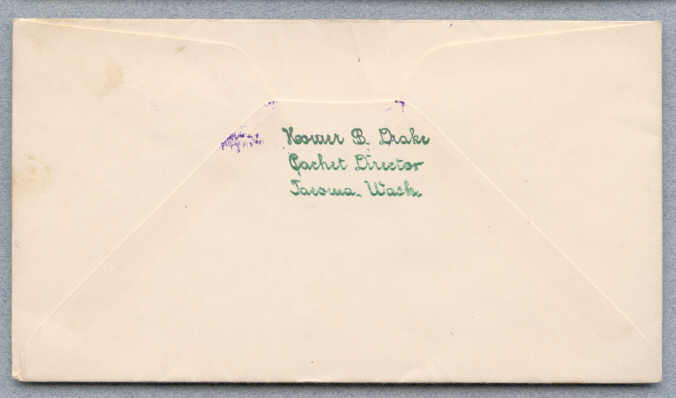 Homer B. Drake
Cachet Director
Tacoma, Wash.